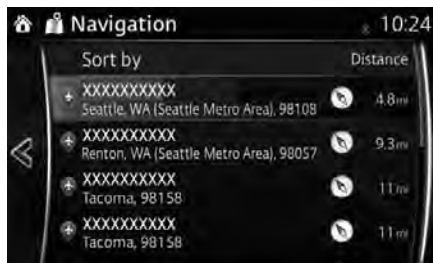 Navigation 10:24
Sort by Distance
XXXXXXXXXX
Seattle, WA (Seattle Metro Area), 98108 4.8mi
XXXXXXXXXX
Renton, WA (Seattle Metro Area), 98057 9.3mi
XXXXXXXXXX
Tacoma, 98158 11mi
XXXXXXXXXX
Tacoma, 98158 11mi